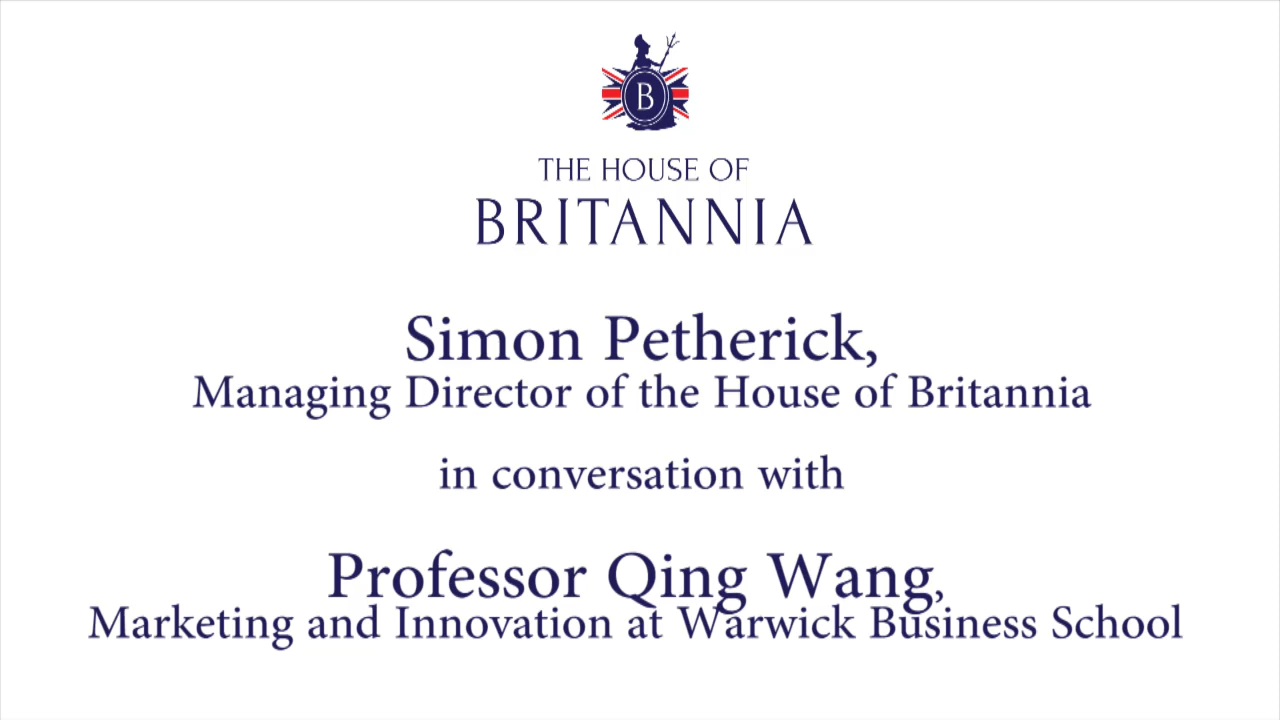 B
THE HOUSE OF
BRITANNIA
Simon Petherick,
Managing Director of the House of Britannia
in conversation with
Professor Qing Wang,
Marketing and Innovation at Warwick Business School